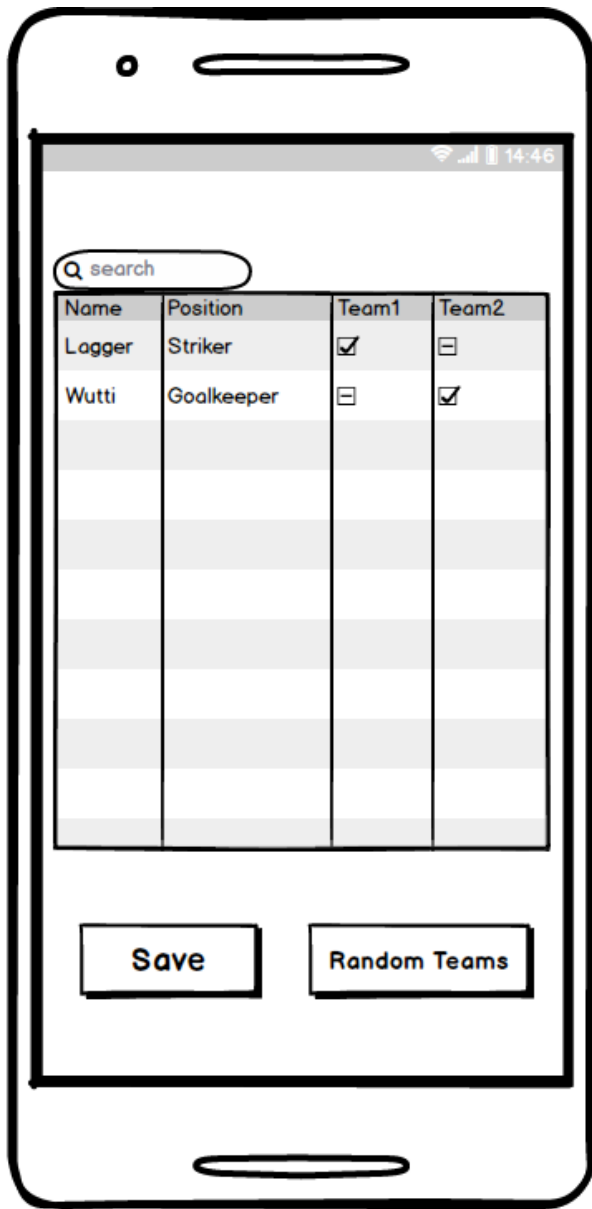 14:46
search
Name Position Team1 Team2
Lagger Striker
Wutti Goalkeeper
Save Random Teams